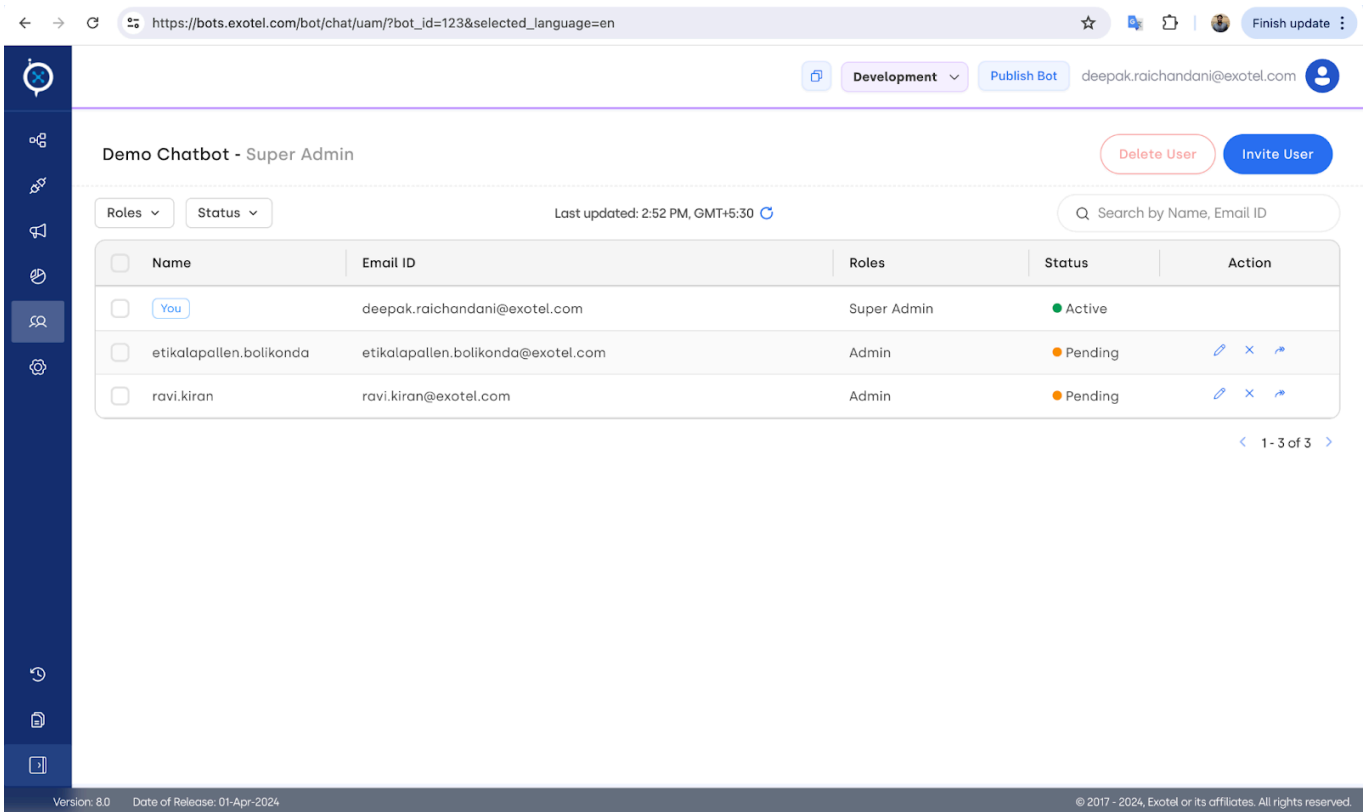 https://bots.exotel.com/bot/chat/uam/?bot_id=123&selected_language=en
Finish update
Development
Publish Bot
deepak.raichandani@exotel.com
Demo Chatbot - Super Admin
Delete User
Invite User
Roles
Status
Last updated: 2:52 PM, GMT+5:30
Search by Name, Email ID
Name Email ID Roles Status Action
You deepak.raichandani@exotel.com Super Admin Active
etikalapallen.bolikonda etikalapallen.bolikonda@exotel.com Admin Pending
ravi.kiran ravi.kiran@exotel.com Admin Pending
1 - 3 of 3
Version: 8.0 Date of Release: 01-Apr-2024 © 2017 - 2024, Exotel or its affiliates. All rights reserved.